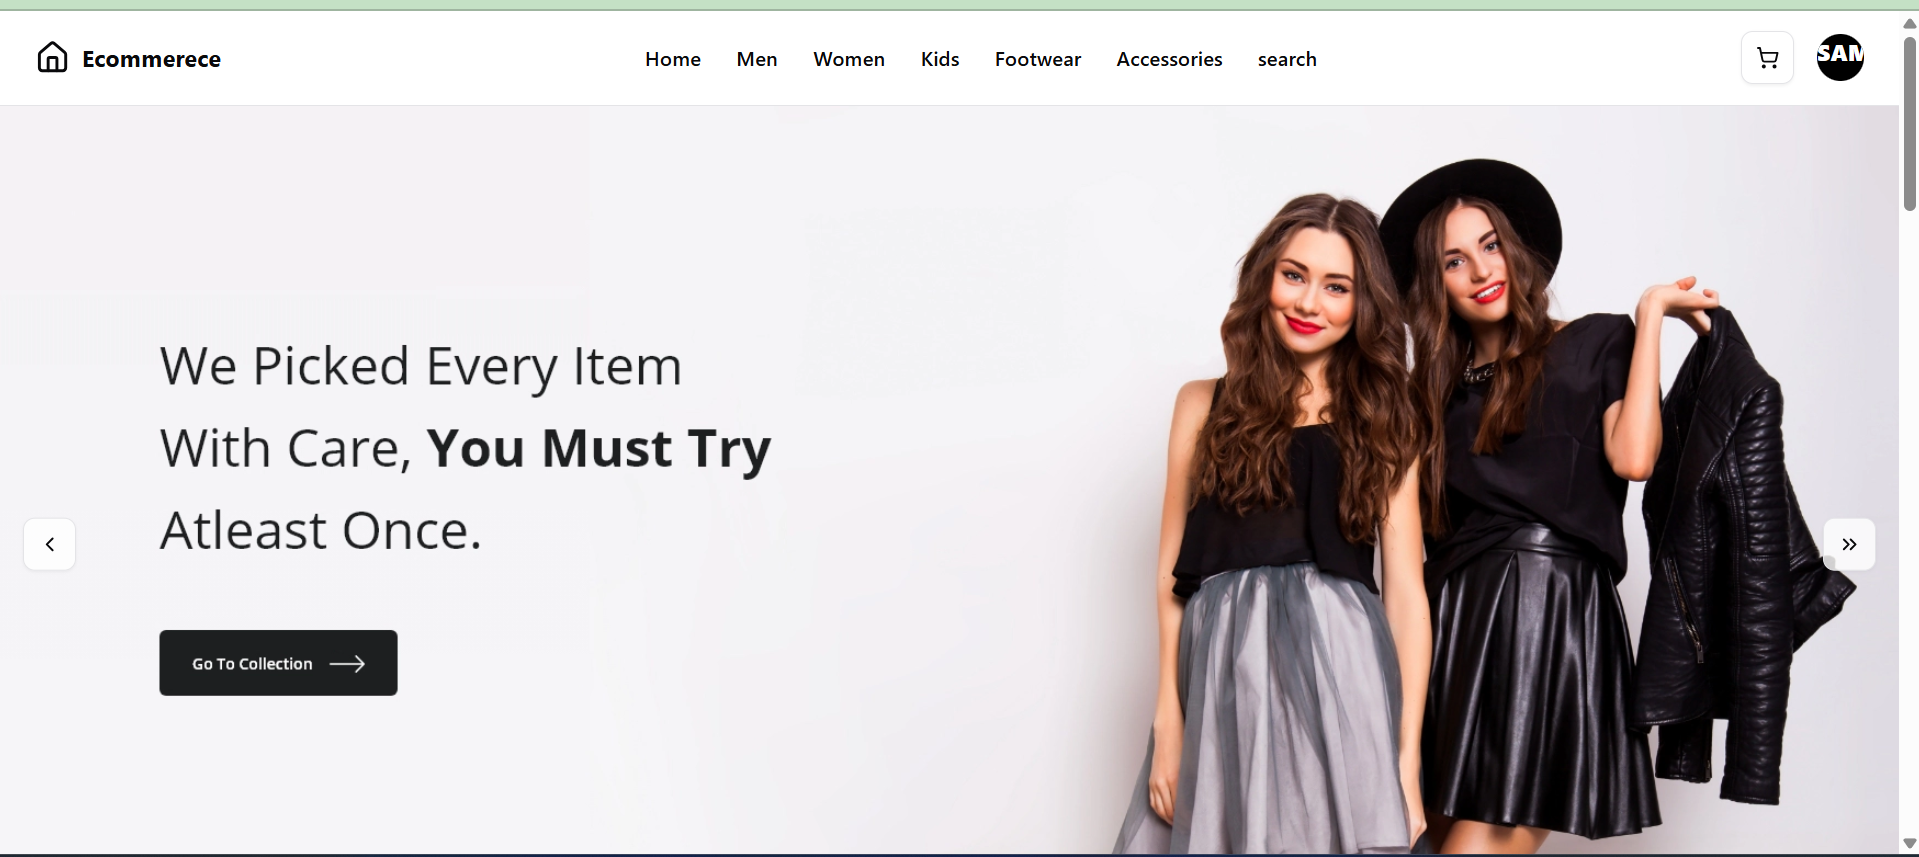 Ecommerece
Home Men Women Kids Footwear Accessories search
SAM
We Picked Every Item
With Care, You Must Try
Atleast Once.
Go To Collection